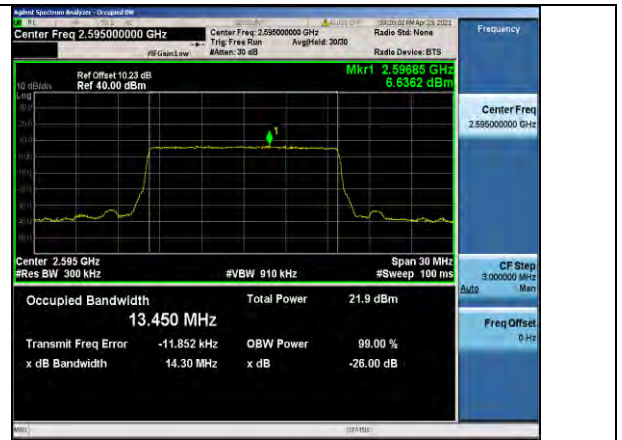 Agilent Spectrum Analyzer - Occupied BW
Center Freq 2.595000000 GHz
Center Freq: 2.595000000 GHz
Radio Std: None
Trig: Free Run Avg|Hold: 30/30
#IFGain:Low #Atten: 30 dB Radio Device: BTS
Frequency
Ref Offset 10.23 dB
10 dB/div Ref 40.00 dBm
Mkr1 2.59685 GHz
6.6362 dBm
Log
1
Center Freq
2.595000000 GHz
Center 2.595 GHz Span 30 MHz
#Res BW 300 kHz #VBW 910 kHz #Sweep 100 ms
CF Step
3.000000 MHz
Auto Man
Occupied Bandwidth Total Power 21.9 dBm
13.450 MHz
Transmit Freq Error -11.852 kHz OBW Power 99.00 %
x dB Bandwidth 14.30 MHz x dB -26.00 dB
Freq Offset
0 Hz
MSG STATUS